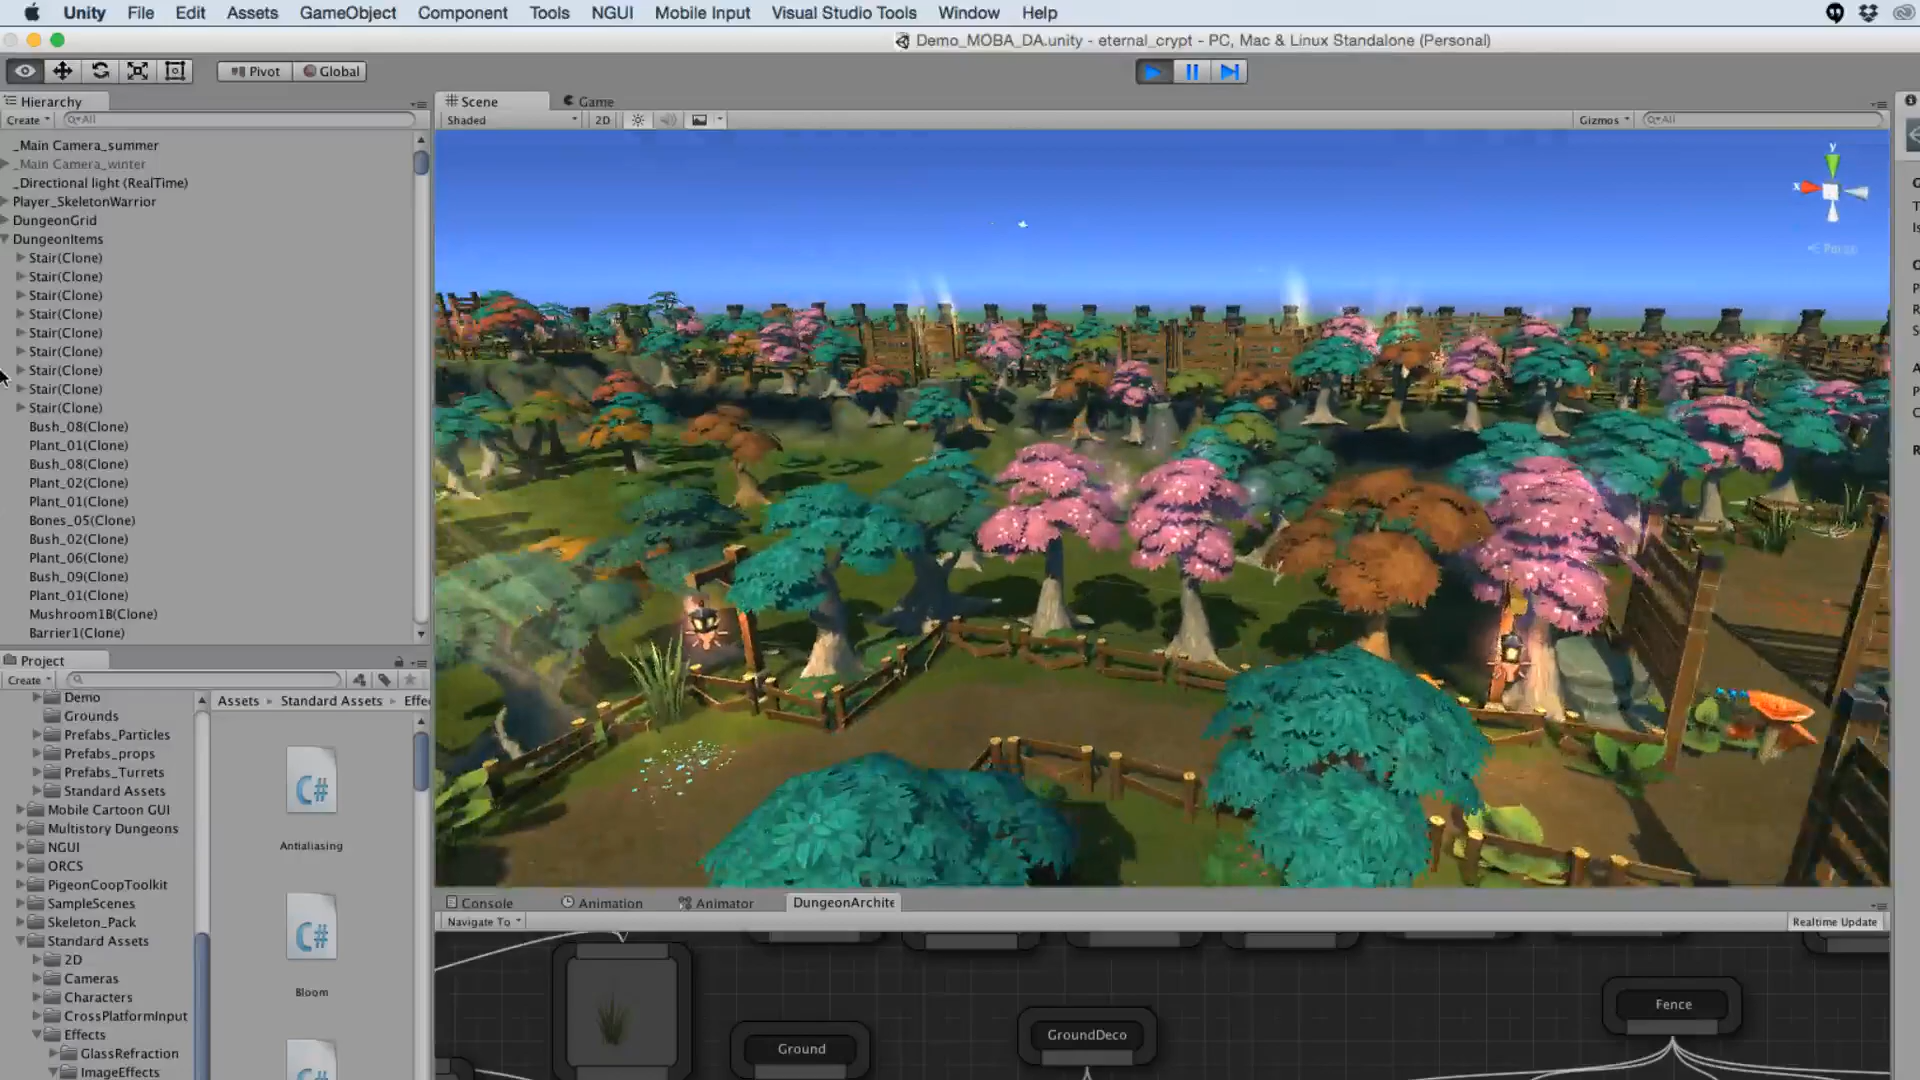 Unity File Edit Assets GameObject Component Tools NGUI Mobile Input Visual Studio Tools Window Help
Demo_MOBA_DA.unity - eternal_crypt - PC, Mac & Linux Standalone (Personal)
Pivot Global
Hierarchy
Create All
_Main Camera_summer
_Main Camera_winter
_Directional light (RealTime)
Player_SkeletonWarrior
DungeonGrid
DungeonItems
Stair(Clone)
Stair(Clone)
Stair(Clone)
Stair(Clone)
Stair(Clone)
Stair(Clone)
Stair(Clone)
Stair(Clone)
Stair(Clone)
Bush_08(Clone)
Plant_01(Clone)
Bush_08(Clone)
Plant_02(Clone)
Plant_01(Clone)
Bones_05(Clone)
Bush_02(Clone)
Plant_06(Clone)
Bush_09(Clone)
Plant_01(Clone)
Mushroom1B(Clone)
Barrier1(Clone)
Scene Game
Shaded 2D Gizmos All
y
x
Persp
Project
Create
Demo
Grounds
Prefabs_Particles
Prefabs_props
Prefabs_Turrets
Standard Assets
Mobile Cartoon GUI
Multistory Dungeons
NGUI
ORCS
PigeonCoopToolkit
SampleScenes
Skeleton_Pack
Standard Assets
2D
Cameras
Characters
CrossPlatformInput
Effects
GlassRefraction
ImageEffects
Assets Standard Assets Effec
C#
Antialiasing
C#
Bloom
Console Animation Animator DungeonArchite
Navigate To Realtime Update
Ground
GroundDeco
Fence